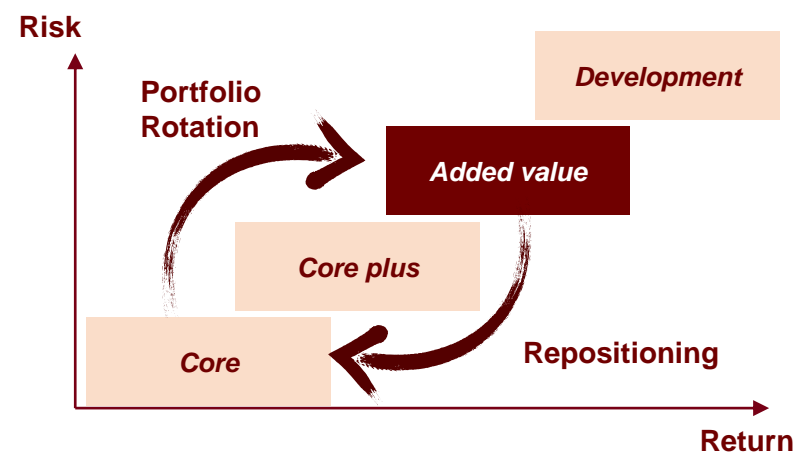 Risk
Development
Portfolio
Rotation
Added value
Core plus
Core
Repositioning
Return